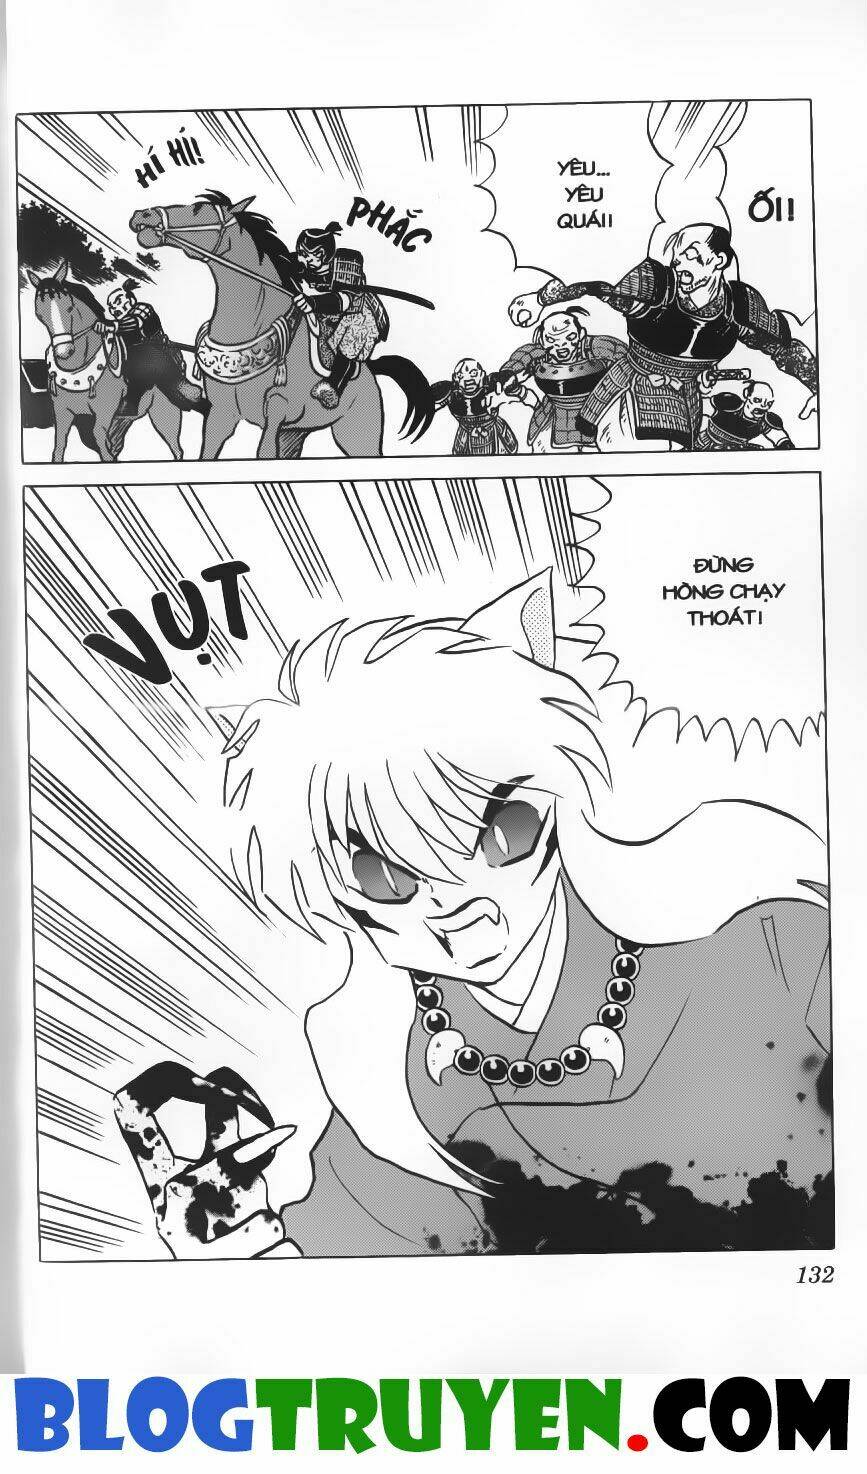 HÍ HÍ!
PHẮC
YÊU...
YÊU
QUÁI!
ỐI!
VỤT
ĐỪNG
HÒNG CHẠY
THOÁT!
132
BLOGTRUYEN.COM